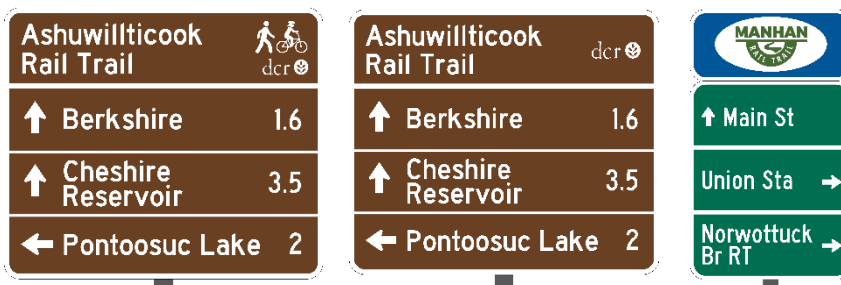 Ashuwillticook
Rail Trail
dcr
Berkshire 1.6
Cheshire
Reservoir 3.5
Pontoosuc Lake 2
Ashuwillticook
Rail Trail
dcr
Berkshire 1.6
Cheshire
Reservoir 3.5
Pontoosuc Lake 2
MANHAN
RAIL TRAIL
Main St
Union Sta
Norwottuck
Br RT